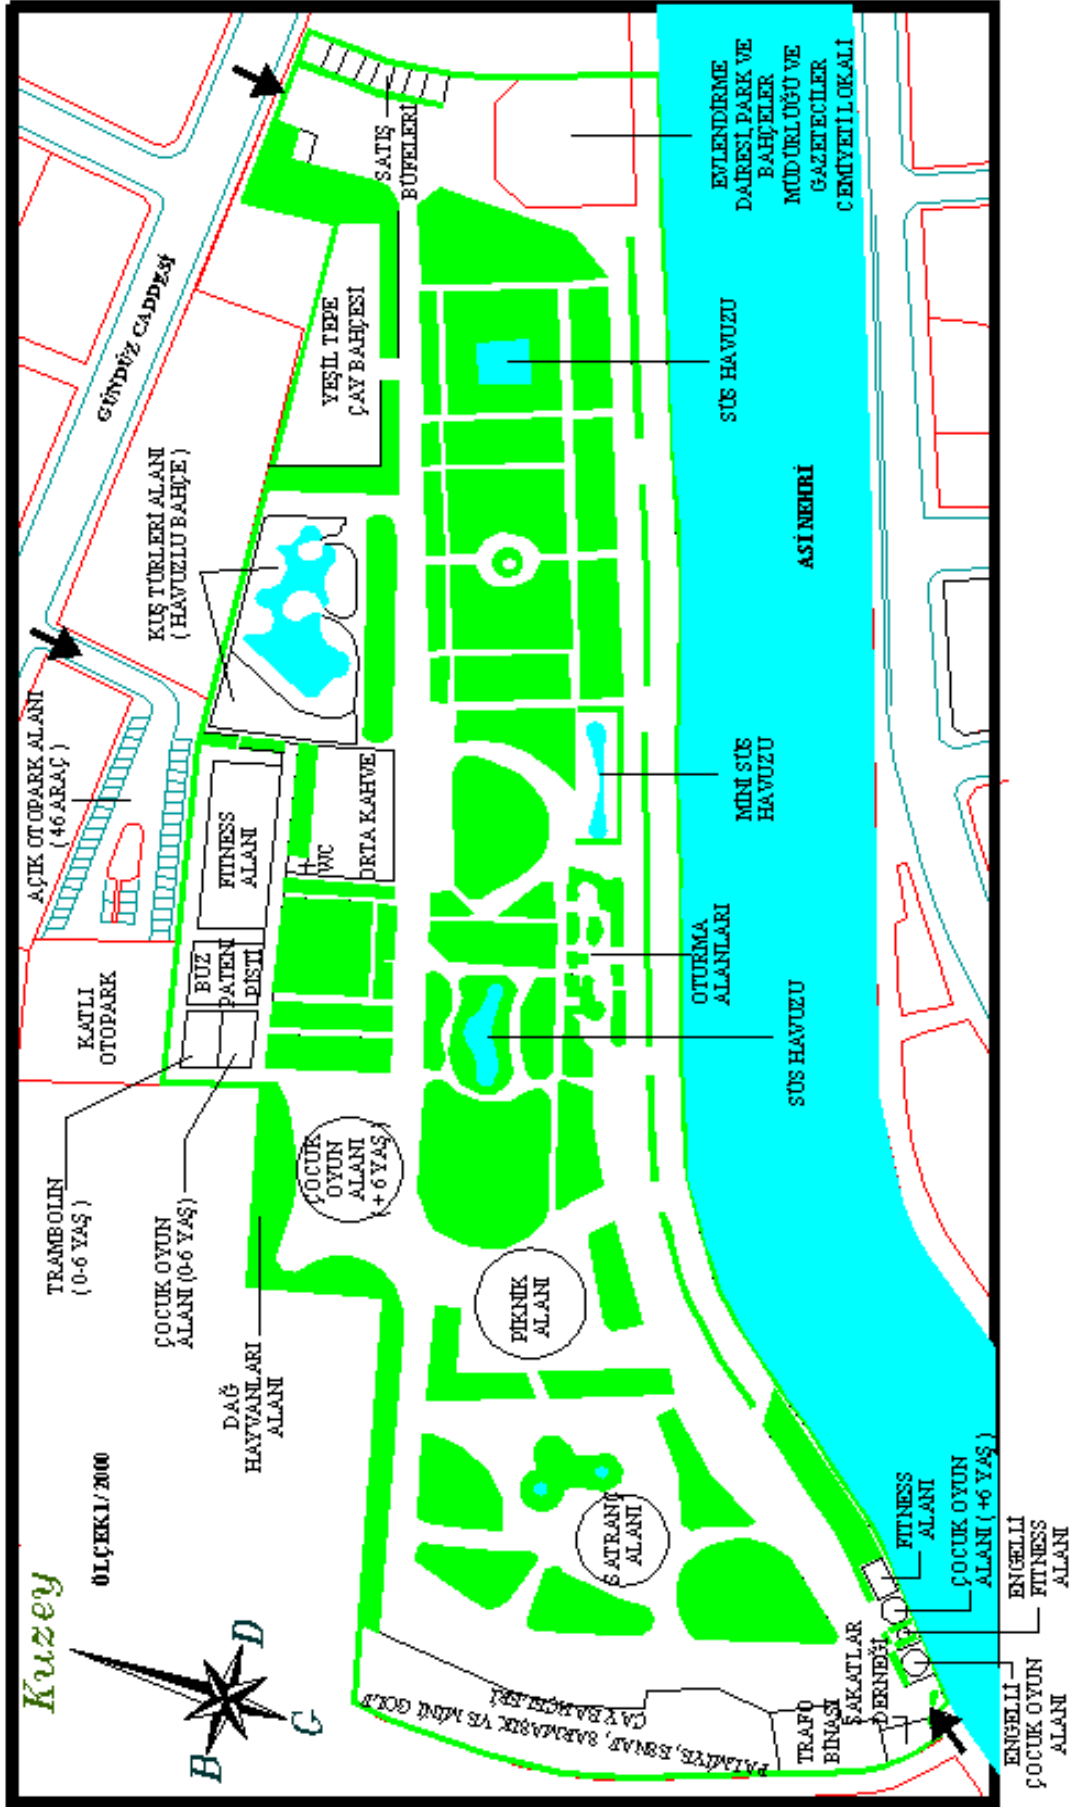 Kuzey
B
D
G
ÖLÇEK 1/ 2000
TRAMBOLIN
( 0-6 YAŞ )
ÇOCUK OYUN
ALANI (0-6 YAŞ )
DAĞ
HAYVANLARI
ALANI
KATLI
OTOPARK
AÇIK OTOPARK ALANI
( 46 ARAÇ )
KUŞ TÜRLERİ ALANI
( HAVUZLU BAHÇE )
GÜNDÜZ CADDESİ
BUZ
PATENİ
PİSTİ
FITNESS
ALANI
WC
ORTA KAHVE
YEŞİL TEPE
ÇAY BAHÇESİ
SATIŞ
BÜFELERİ
ÇOCUK
OYUN
ALANI
( + 6 YAŞ )
PİKNİK
ALANI
SATRANÇ
ALANI
PALMİYE, ESNAF, SARMAŞIK VE MİNİ GOLF
ÇAY BAHÇELERİ
TRAFO
BİNASI
SAKATLAR
DERNEĞİ
OTURMA
ALANLARI
MİNİ SÜS
HAVUZU
SÜS HAVUZU
SÜS HAVUZU
EVLENDİRME
DAİRESİ, PARK VE
BAHÇELER
MÜDÜRLÜĞÜ VE
GAZETECİLER
CEMİYETİ LOKALİ
ASİ NEHRİ
FITNESS
ALANI
ÇOCUK OYUN
ALANI ( +6 YAŞ )
ENGELLİ
FITNESS
ALANI
ENGELLİ
ÇOCUK OYUN
ALANI